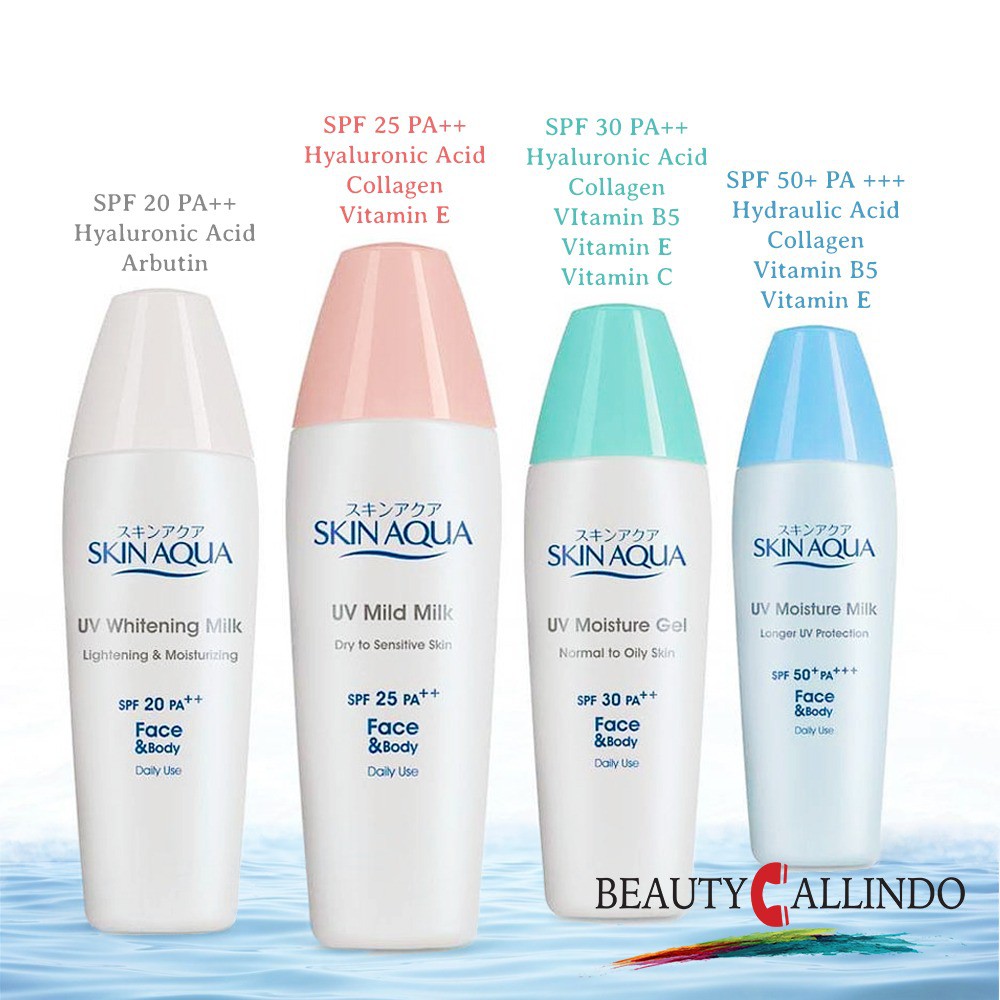 SPF 20 PA++
Hyaluronic Acid
Arbutin
SPF 25 PA++
Hyaluronic Acid
Collagen
Vitamin E
SPF 30 PA++
Hyaluronic Acid
Collagen
VItamin B5
Vitamin E
Vitamin C
SPF 50+ PA +++
Hydraulic Acid
Collagen
Vitamin B5
Vitamin E
スキンアクア
SKIN AQUA
UV Whitening Milk
Lightening & Moisturizing
SPF 20 PA++
Face
&Body
Daily Use
スキンアクア
SKIN AQUA
UV Mild Milk
Dry to Sensitive Skin
SPF 25 PA++
Face
&Body
Daily Use
スキンアクア
SKIN AQUA
UV Moisture Gel
Normal to Oily Skin
SPF 30 PA++
Face
&Body
Daily Use
スキンアクア
SKIN AQUA
UV Moisture Milk
Longer UV Protection
SPF 50+ PA+++
Face
&Body
Daily Use
BEAUTY CALLINDO